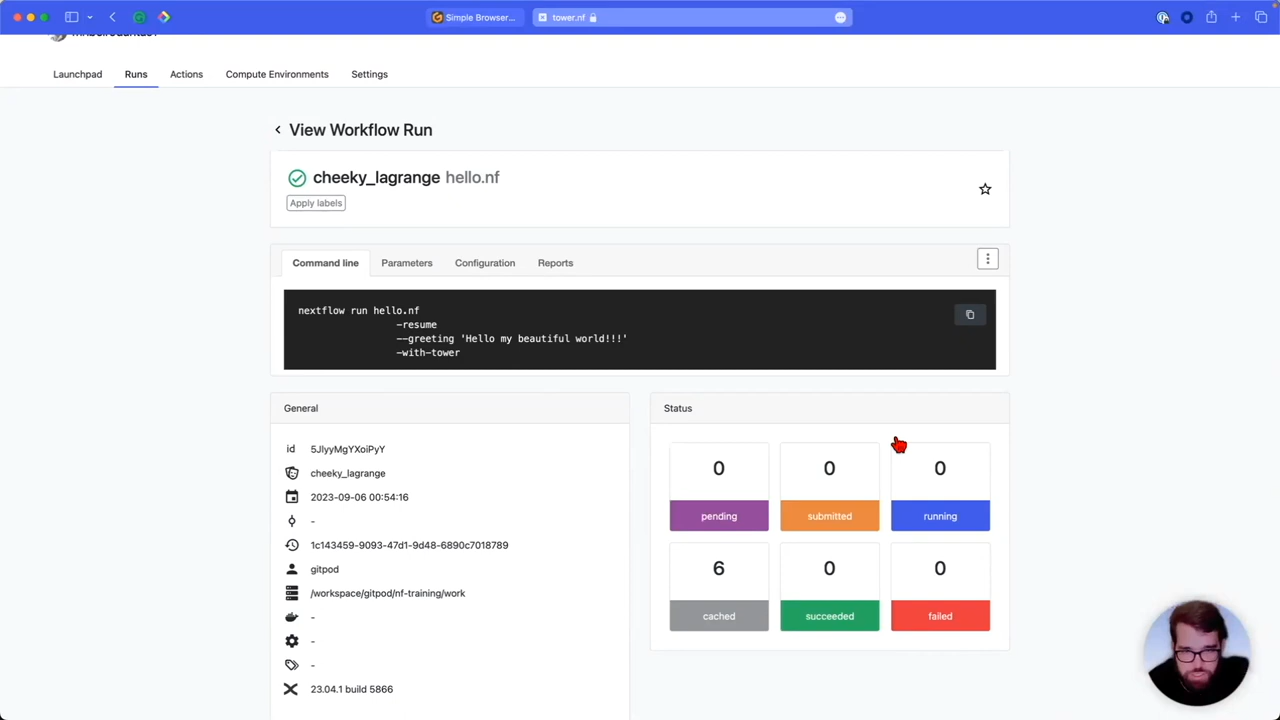 Simple Browser...
tower.nf
Launchpad
Runs
Actions
Compute Environments
Settings
View Workflow Run
cheeky_lagrange hello.nf
Apply labels
Command line
Parameters
Configuration
Reports
nextflow run hello.nf
-resume
--greeting 'Hello my beautiful world!!!'
-with-tower
General
id 5JlyyMgYXoiPyY
cheeky_lagrange
2023-09-06 00:54:16
-
1c143459-9093-47d1-9d48-6890c7018789
gitpod
/workspace/gitpod/nf-training/work
-
-
-
23.04.1 build 5866
Status
0
0
0
pending
submitted
running
6
0
0
cached
succeeded
failed